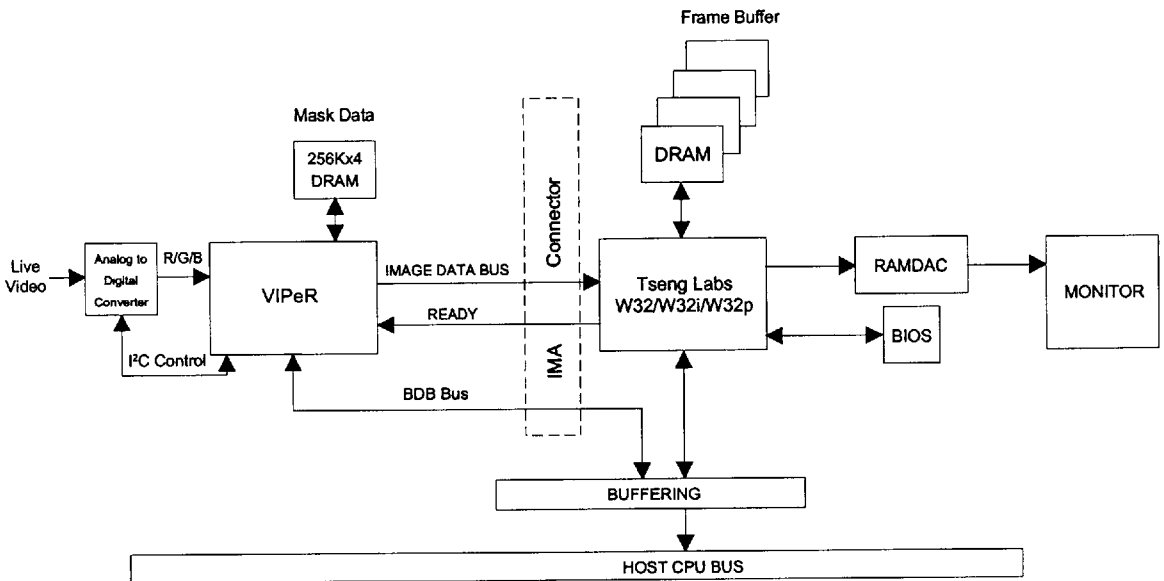 Frame Buffer
Mask Data
256Kx4
DRAM
DRAM
Connector
IMA
Live
Video
Analog to
Digital
Converter
R/G/B
VIPeR
IMAGE DATA BUS
READY
Tseng Labs
W32/W32i/W32p
RAMDAC
MONITOR
BIOS
I²C Control
BDB Bus
BUFFERING
HOST CPU BUS